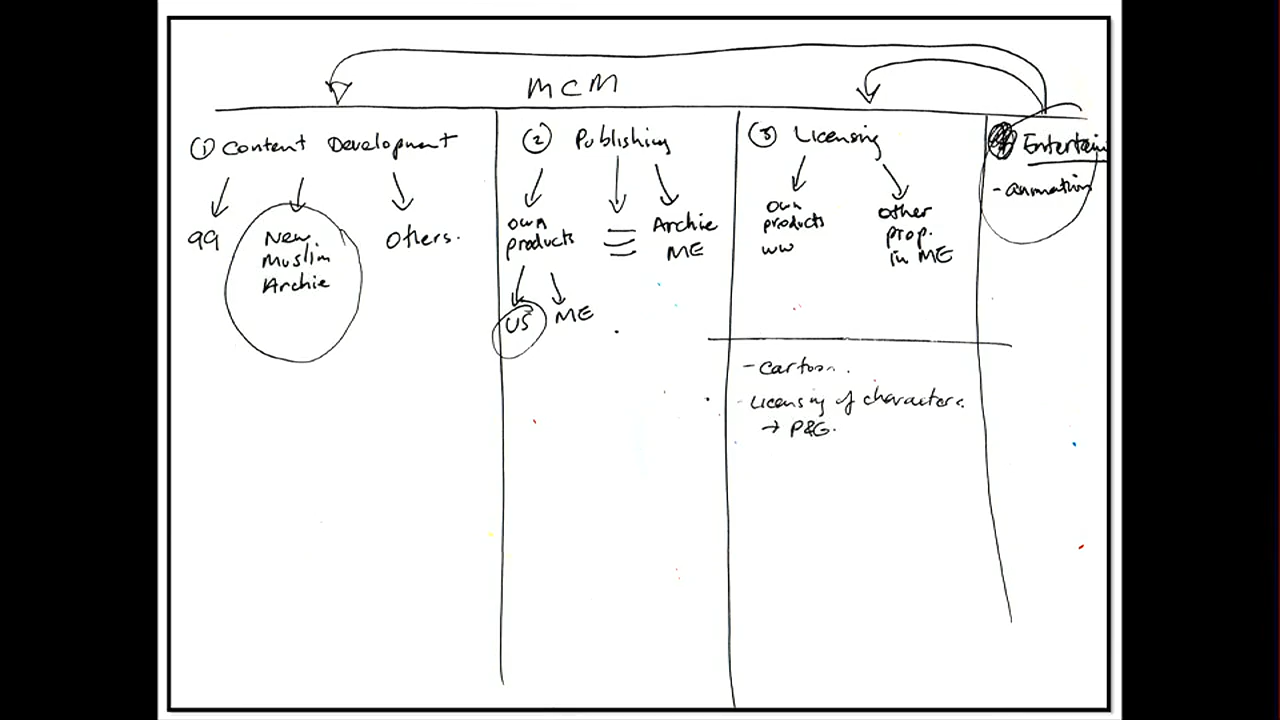 MCM
① Content Development
99
New
Muslim
Archie
Others.
② Publishing
own
products
US
ME
Archie
ME
③ Licensing
own
products
WW
other
prop.
in ME
- cartoon.
- Licensing of characters.
→ P&G.
Entertain
- animation